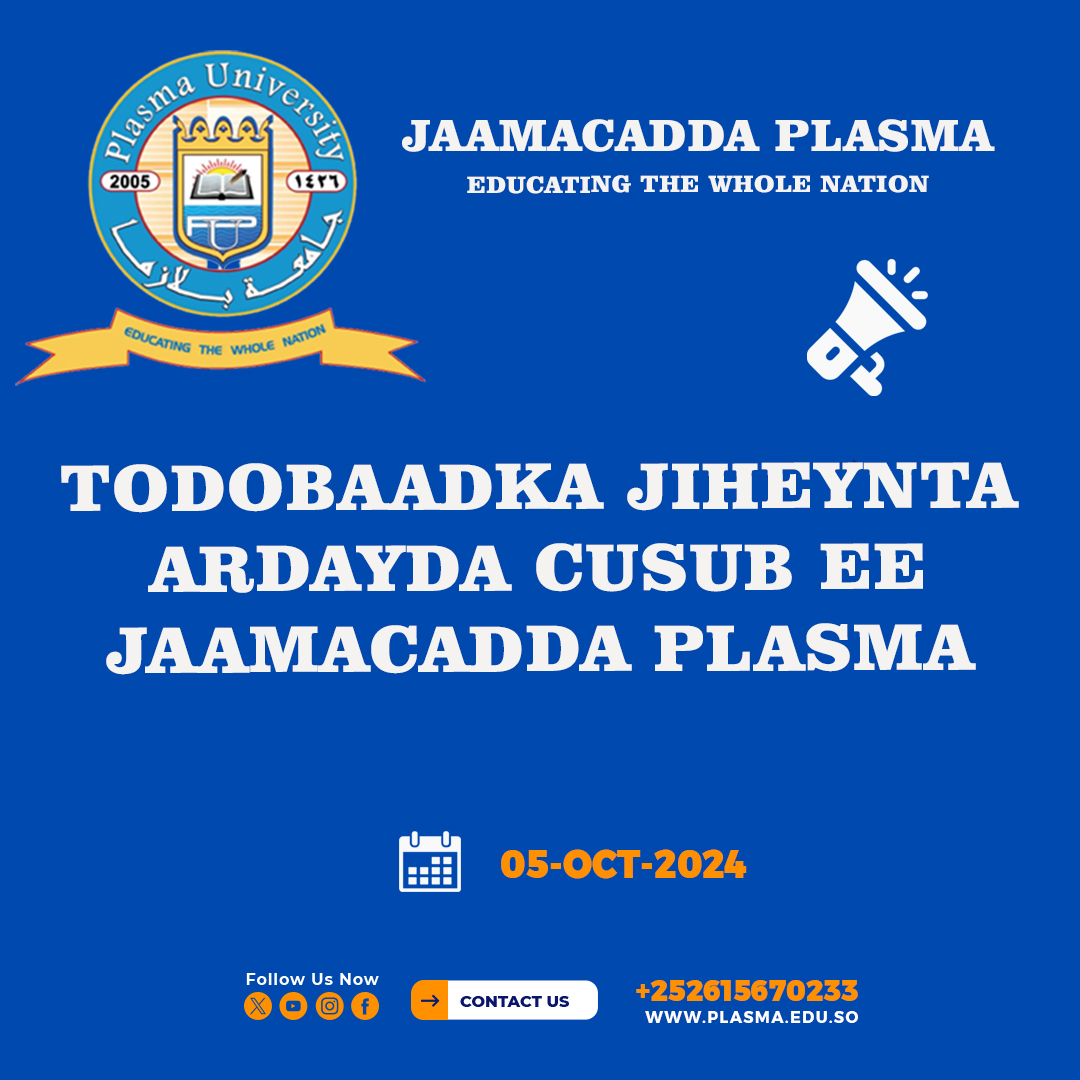 Plasma University
2005
١٤٢٦
جامعة بلازما
EDUCATING THE WHOLE NATION
JAAMACADDA PLASMA
EDUCATING THE WHOLE NATION
TODOBAADKA JIHEYNTA
ARDAYDA CUSUB EE
JAAMACADDA PLASMA
05-OCT-2024
Follow Us Now
CONTACT US
+252615670233
WWW.PLASMA.EDU.SO